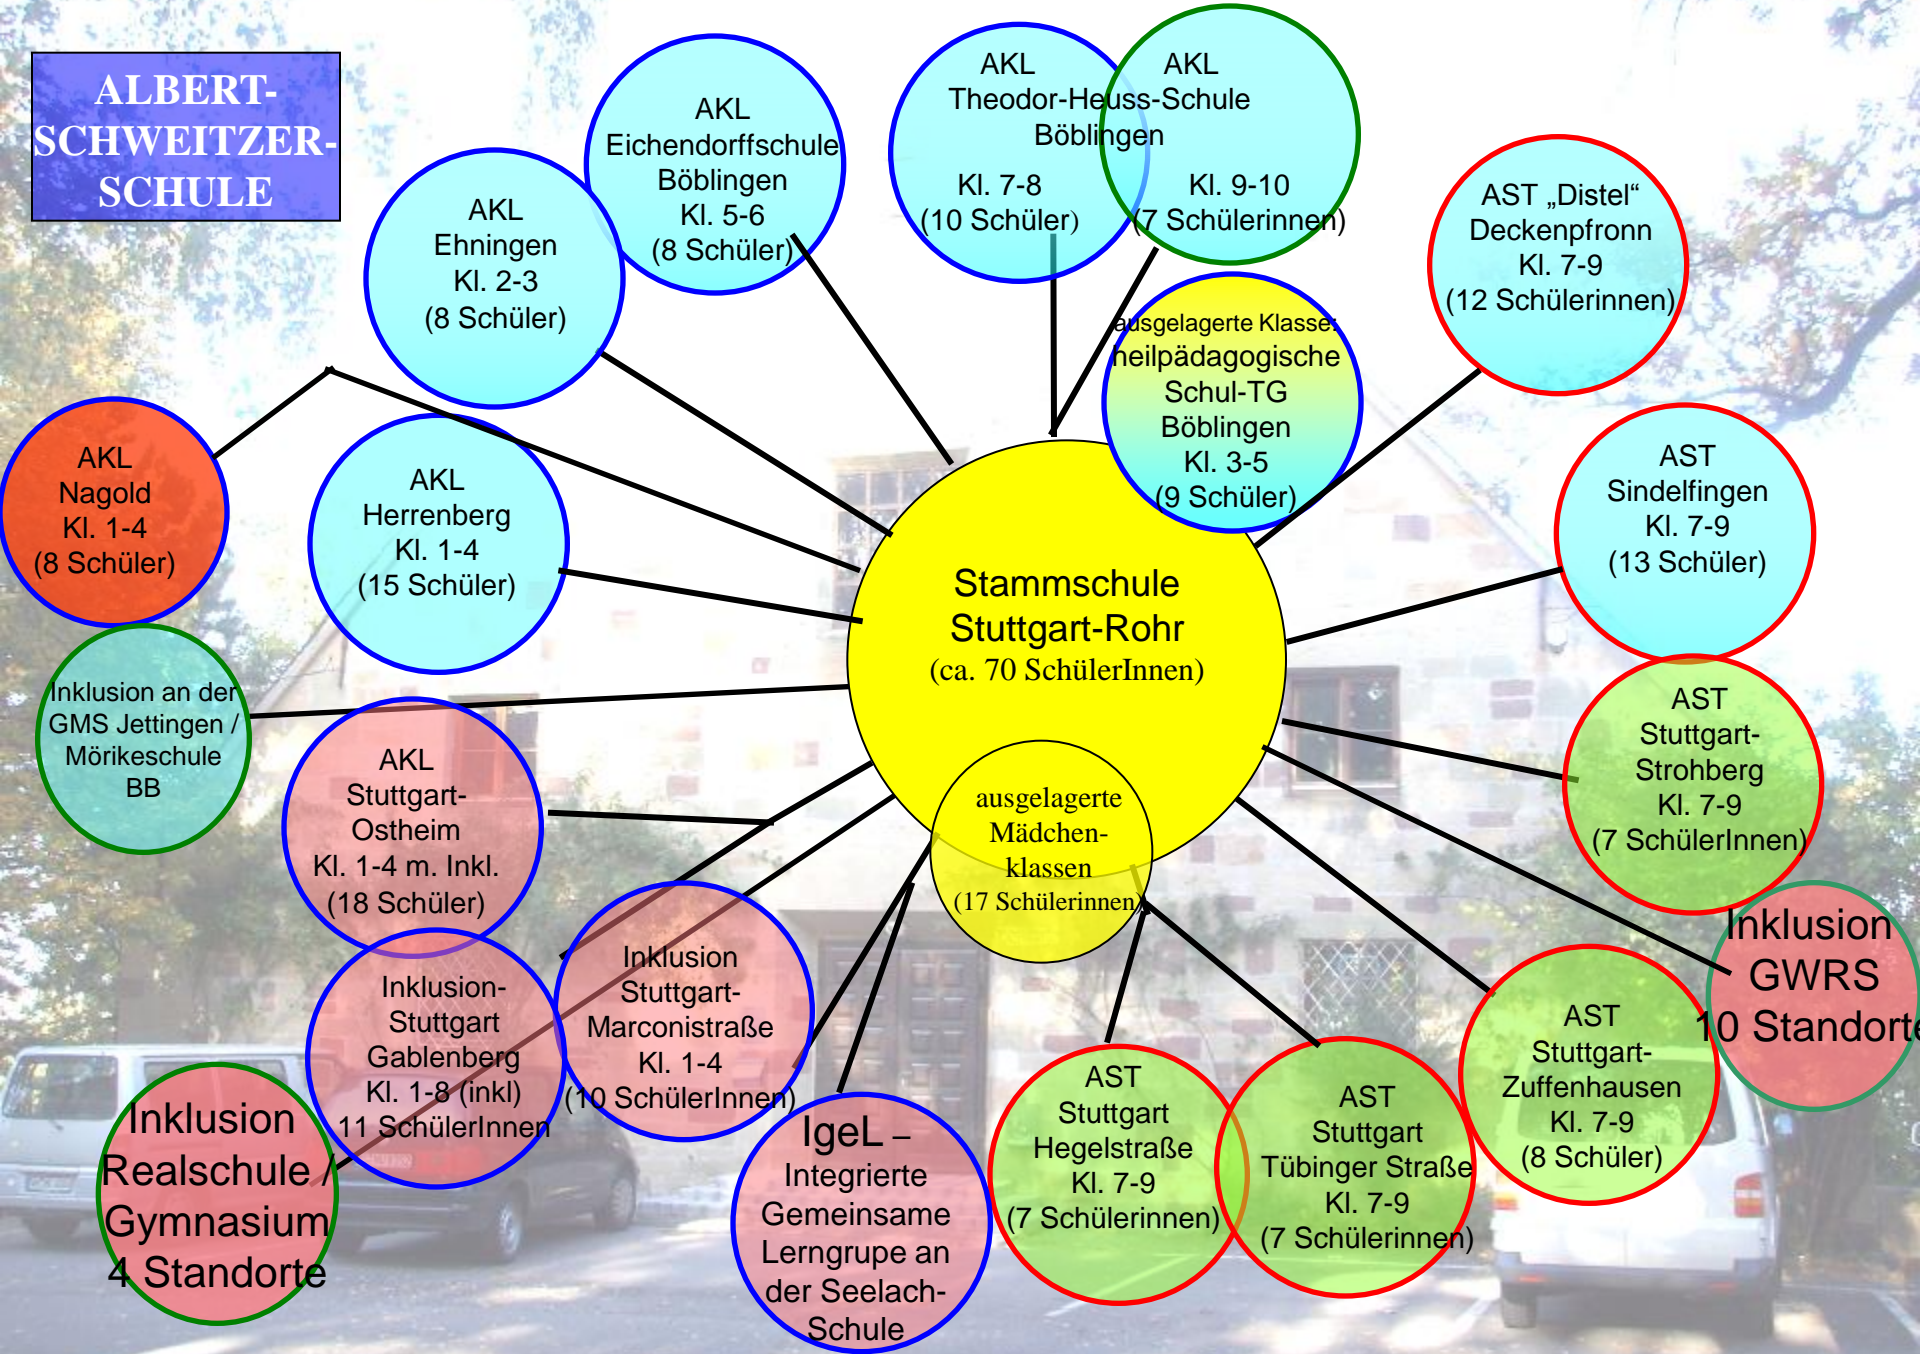 ALBERT-
SCHWEITZER-
SCHULE
AKL
Eichendorffschule
Böblingen
Kl. 5-6
(8 Schüler)
AKL
AKL
Theodor-Heuss-Schule
Böblingen
Kl. 7-8
(10 Schüler)
Kl. 9-10
(7 Schülerinnen)
AST „Distel“
Deckenpfronn
Kl. 7-9
(12 Schülerinnen)
AKL
Ehningen
Kl. 2-3
(8 Schüler)
ausgelagerte Klasse:
heilpädagogische
Schul-TG
Böblingen
Kl. 3-5
(9 Schüler)
AKL
Nagold
Kl. 1-4
(8 Schüler)
AKL
Herrenberg
Kl. 1-4
(15 Schüler)
AST
Sindelfingen
Kl. 7-9
(13 Schüler)
Stammschule
Stuttgart-Rohr
(ca. 70 SchülerInnen)
Inklusion an der
GMS Jettingen /
Mörikeschule
BB
AKL
Stuttgart-
Ostheim
Kl. 1-4 m. Inkl.
(18 Schüler)
ausgelagerte
Mädchen-
klassen
(17 Schülerinnen)
AST
Stuttgart-
Strohberg
Kl. 7-9
(7 SchülerInnen)
Inklusion
GWRS
10 Standorte
Inklusion-
Stuttgart
Gablenberg
Kl. 1-8 (inkl)
11 SchülerInnen
Inklusion
Stuttgart-
Marconistraße
Kl. 1-4
(10 SchülerInnen)
AST
Stuttgart-
Zuffenhausen
Kl. 7-9
(8 Schüler)
Inklusion
Realschule /
Gymnasium
4 Standorte
IgeL –
Integrierte
Gemeinsame
Lerngrupe an
der Seelach-
Schule
AST
Stuttgart
Hegelstraße
Kl. 7-9
(7 Schülerinnen)
AST
Stuttgart
Tübinger Straße
Kl. 7-9
(7 Schülerinnen)